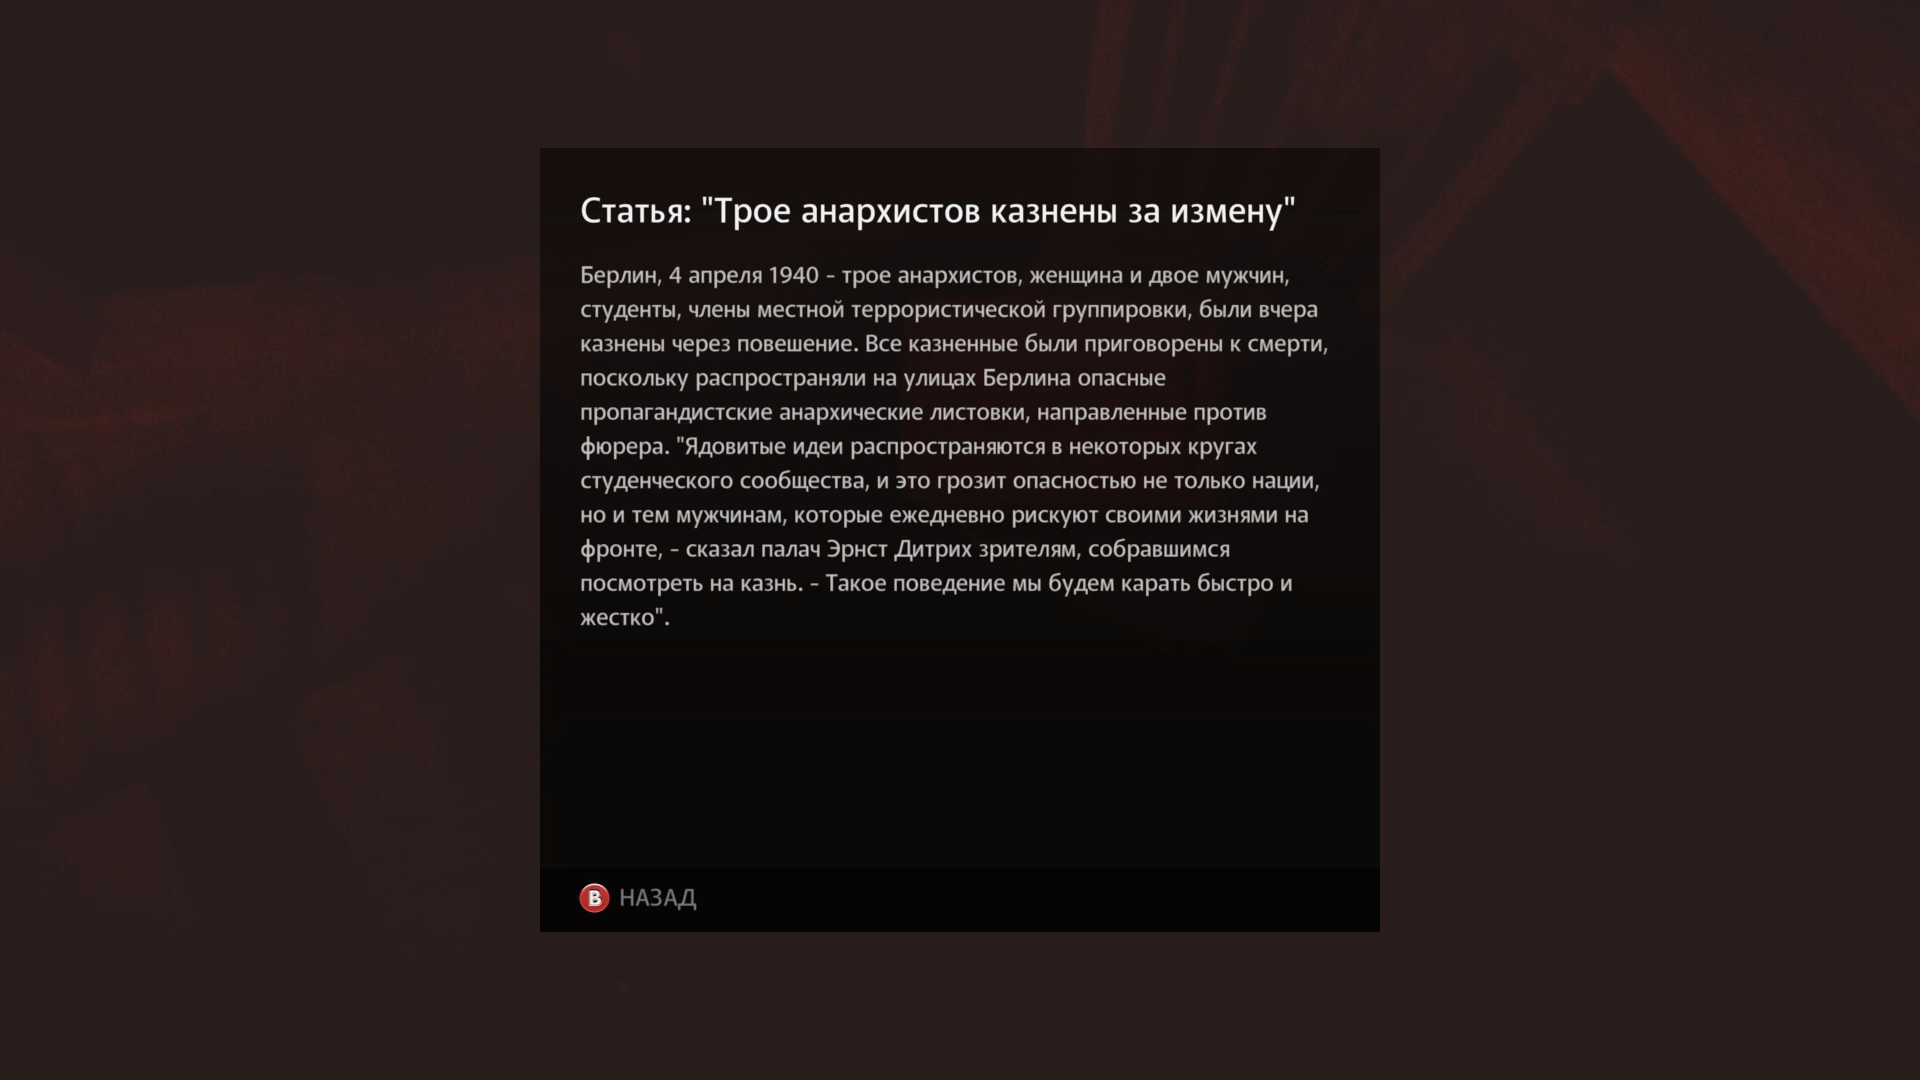 Статья: "Трое анархистов казнены за измену"
Берлин, 4 апреля 1940 - трое анархистов, женщина и двое мужчин,
студенты, члены местной террористической группировки, были вчера
казнены через повешение. Все казненные были приговорены к смерти,
поскольку распространяли на улицах Берлина опасные
пропагандистские анархические листовки, направленные против
фюрера. "Ядовитые идеи распространяются в некоторых кругах
студенческого сообщества, и это грозит опасностью не только нации,
но и тем мужчинам, которые ежедневно рискуют своими жизнями на
фронте, - сказал палач Эрнст Дитрих зрителям, собравшимся
посмотреть на казнь. - Такое поведение мы будем карать быстро и
жестко".
B НАЗАД